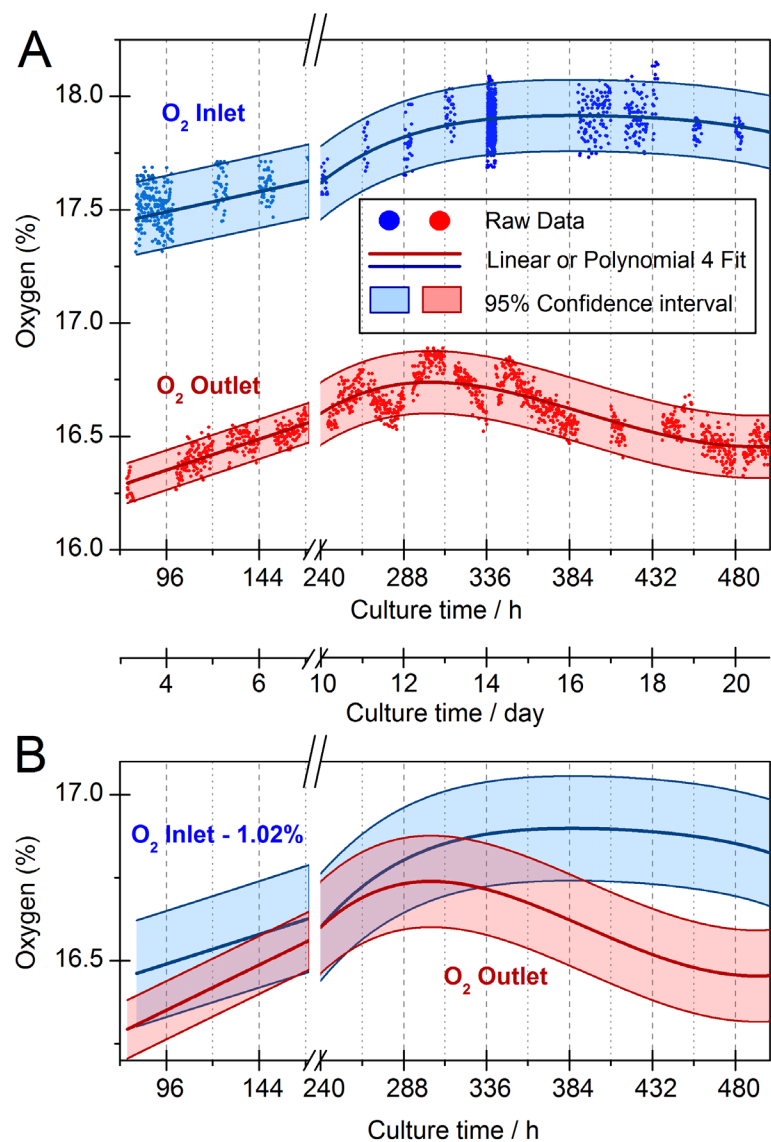 A
18.0
O2 Inlet
17.5
Raw Data
Linear or Polynomial 4 Fit
95% Confidence interval
17.0
O2 Outlet
16.5
16.0
Oxygen (%)
96 144 240 288 336 384 432 480
Culture time / h
4 6 10 12 14 16 18 20
Culture time / day
B
17.0
O2 Inlet - 1.02%
16.5
O2 Outlet
Oxygen (%)
96 144 240 288 336 384 432 480
Culture time / h